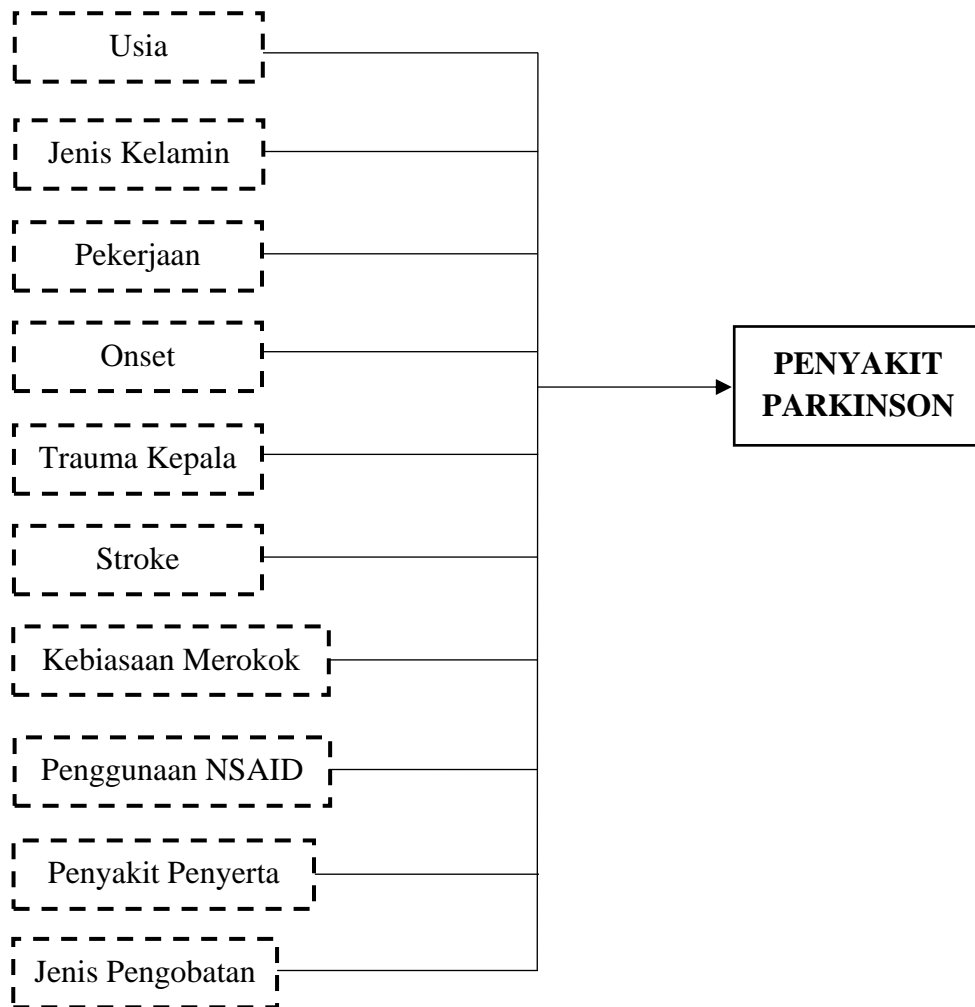 Usia
Jenis Kelamin
Pekerjaan
Onset
Trauma Kepala
Stroke
Kebiasaan Merokok
Penggunaan NSAID
Penyakit Penyerta
Jenis Pengobatan
PENYAKIT
PARKINSON